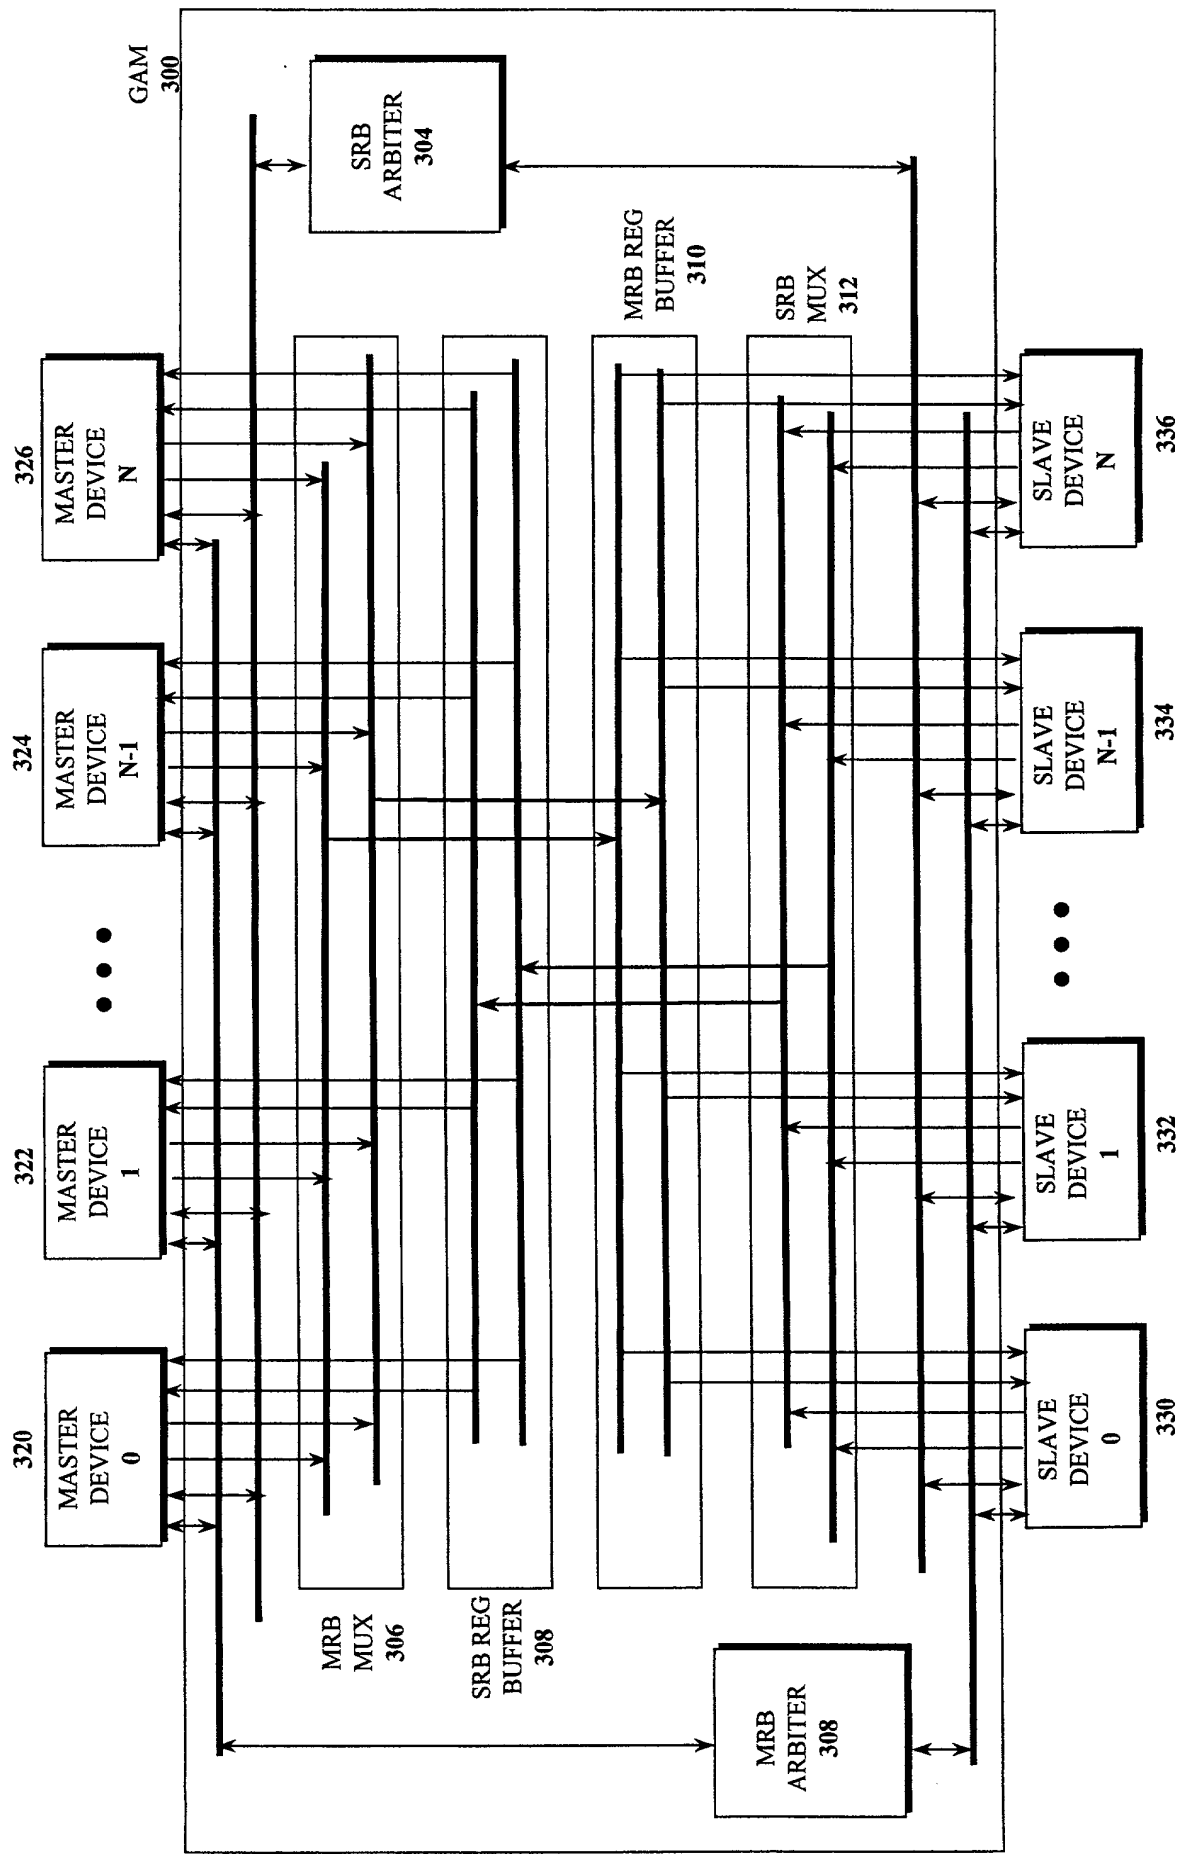 GAM
300
MASTER
DEVICE
0
320
MASTER
DEVICE
1
322
MASTER
DEVICE
N-1
324
MASTER
DEVICE
N
326
SRB
ARBITER
304
MRB
MUX
306
SRB REG
BUFFER
308
MRB REG
BUFFER
310
SRB
MUX
312
MRB
ARBITER
308
SLAVE
DEVICE
0
330
SLAVE
DEVICE
1
332
SLAVE
DEVICE
N-1
334
SLAVE
DEVICE
N
336